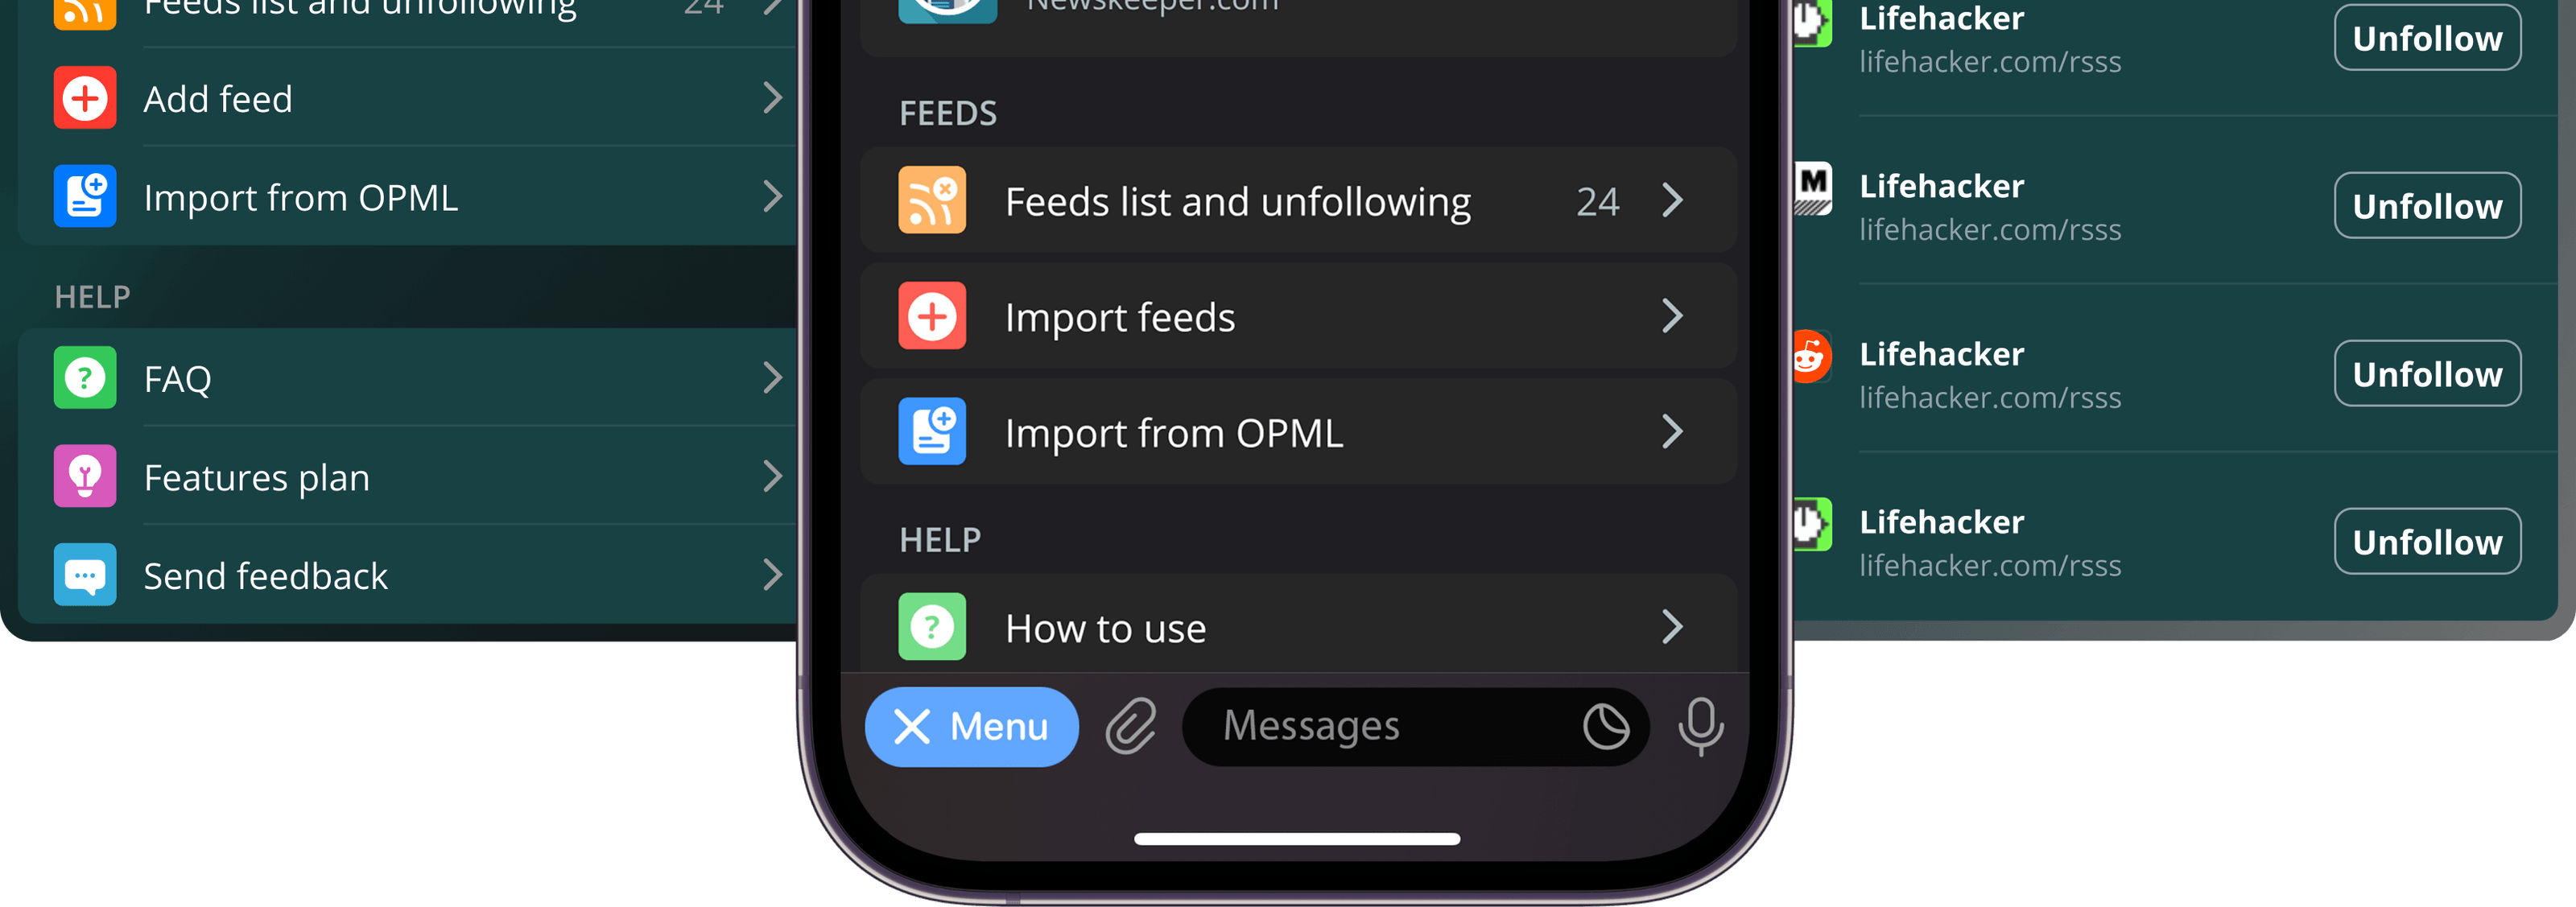 Feeds list and unfollowing 24
Add feed
Import from OPML
HELP
FAQ
Features plan
Send feedback
Newskeeper.com
FEEDS
Feeds list and unfollowing 24
Import feeds
Import from OPML
HELP
How to use
Menu
Messages
Lifehacker
lifehacker.com/rsss
Unfollow
Lifehacker
lifehacker.com/rsss
Unfollow
Lifehacker
lifehacker.com/rsss
Unfollow
Lifehacker
lifehacker.com/rsss
Unfollow